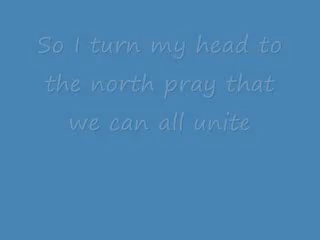 So I turn my head to
the north pray that
we can all unite